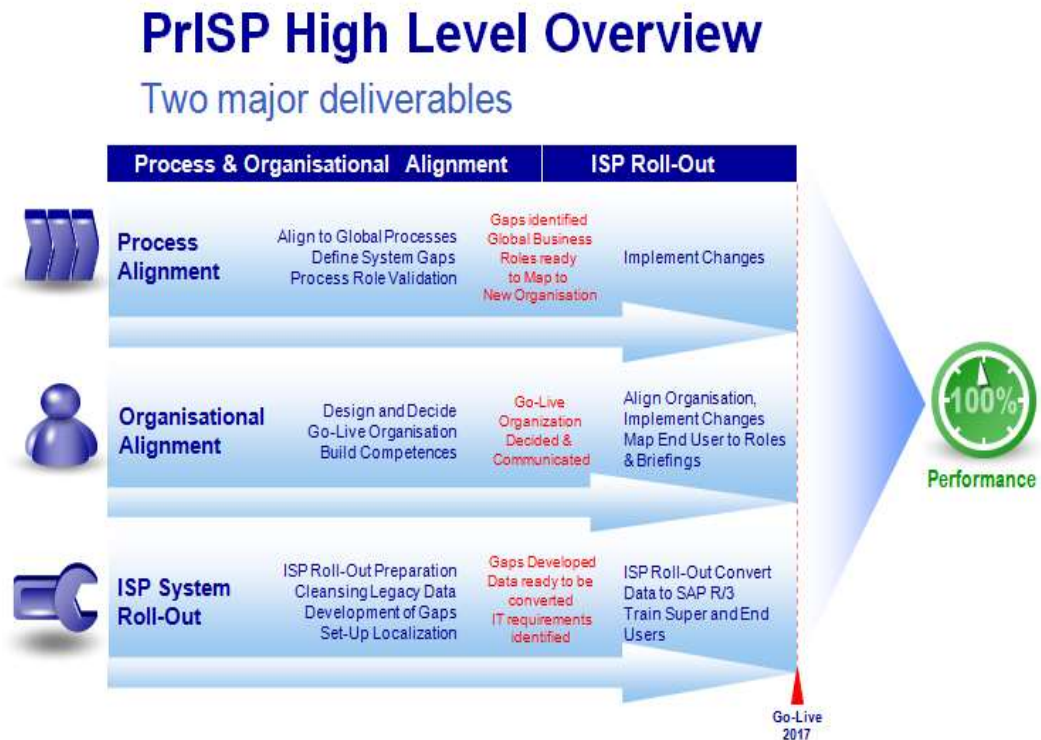 PrISP High Level Overview
Two major deliverables
Process & Organisational Alignment
ISP Roll-Out
Process
Alignment
Align to Global Processes
Define System Gaps
Process Role Validation
Gaps identified
Global Business
Roles ready
to Map to
New Organisation
Implement Changes
Organisational
Alignment
Design and Decide
Go-Live Organisation
Build Competences
Go-Live
Organization
Decided &
Communicated
Align Organisation,
Implement Changes
Map End User to Roles
& Briefings
ISP System
Roll-Out
ISP Roll-Out Preparation
Cleansing Legacy Data
Development of Gaps
Set-Up Localization
Gaps Developed
Data ready to be
converted
IT requirements
identified
ISP Roll-Out Convert
Data to SAP R/3
Train Super and End
Users
100%
Performance
Go-Live
2017